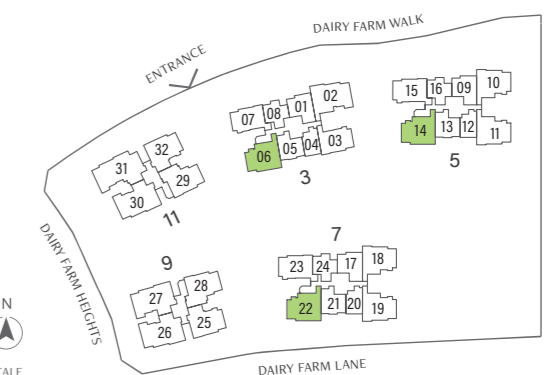 DAIRY FARM WALK
ENTRANCE
15 16 09 10
14 13 12 11
5
07 08 01 02
06 05 04 03
3
32
31
29
30
11
7
23 24 17 18
22 21 20 19
9
27 28
26 25
DAIRY FARM HEIGHTS
N
DAIRY FARM LANE